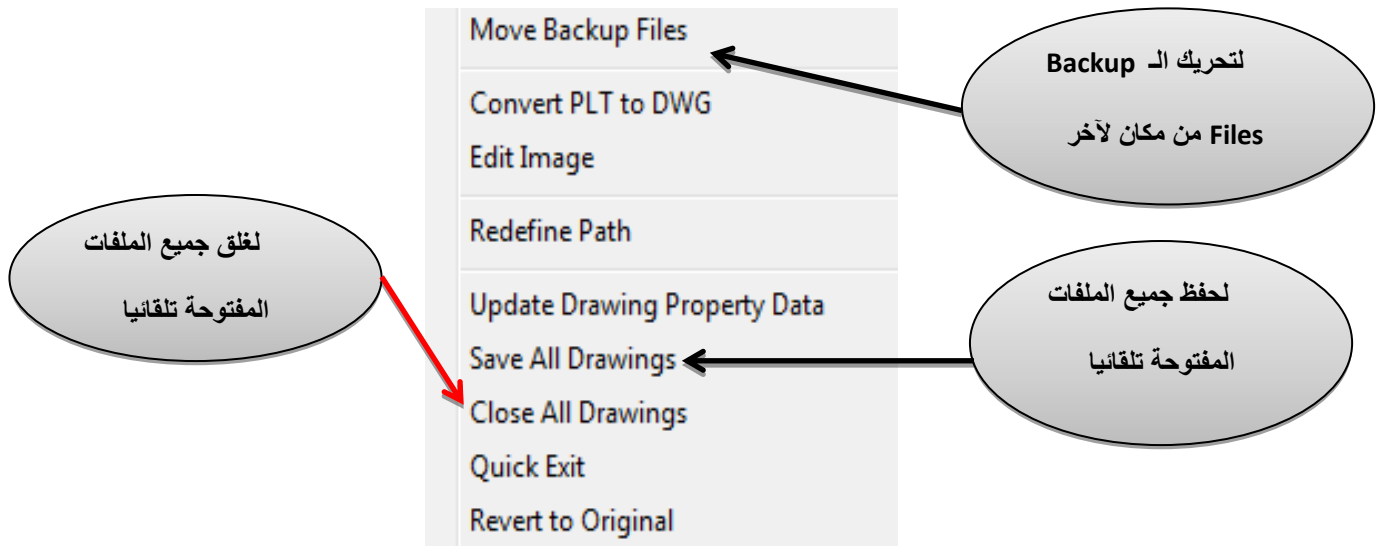 Move Backup Files
لتحريك الـ Backup
Files من مكان لآخر
Convert PLT to DWG
Edit Image
Redefine Path
لغلق جميع الملفات
المفتوحة تلقائيا
Update Drawing Property Data
لحفظ جميع الملفات
المفتوحة تلقائيا
Save All Drawings
Close All Drawings
Quick Exit
Revert to Original